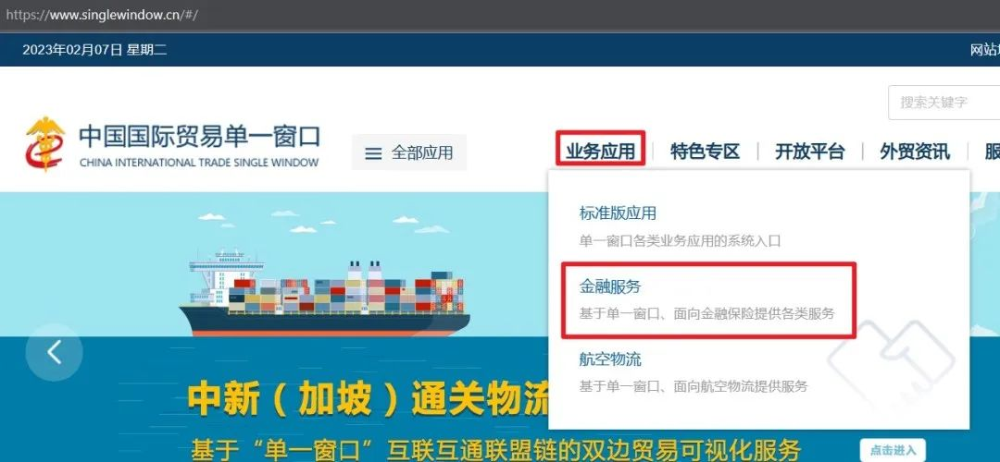 https://www.singlewindow.cn/#/
2023年02月07日 星期二
网站
搜索关键字
中国国际贸易单一窗口
CHINA INTERNATIONAL TRADE SINGLE WINDOW
全部应用
业务应用
特色专区
开放平台
外贸资讯
标准版应用
单一窗口各类业务应用的系统入口
金融服务
基于单一窗口、面向金融保险提供各类服务
航空物流
基于单一窗口、面向航空物流提供服务
中新（加坡）通关物流
基于“单一窗口”互联互通联盟链的双边贸易可视化服务
点击进入